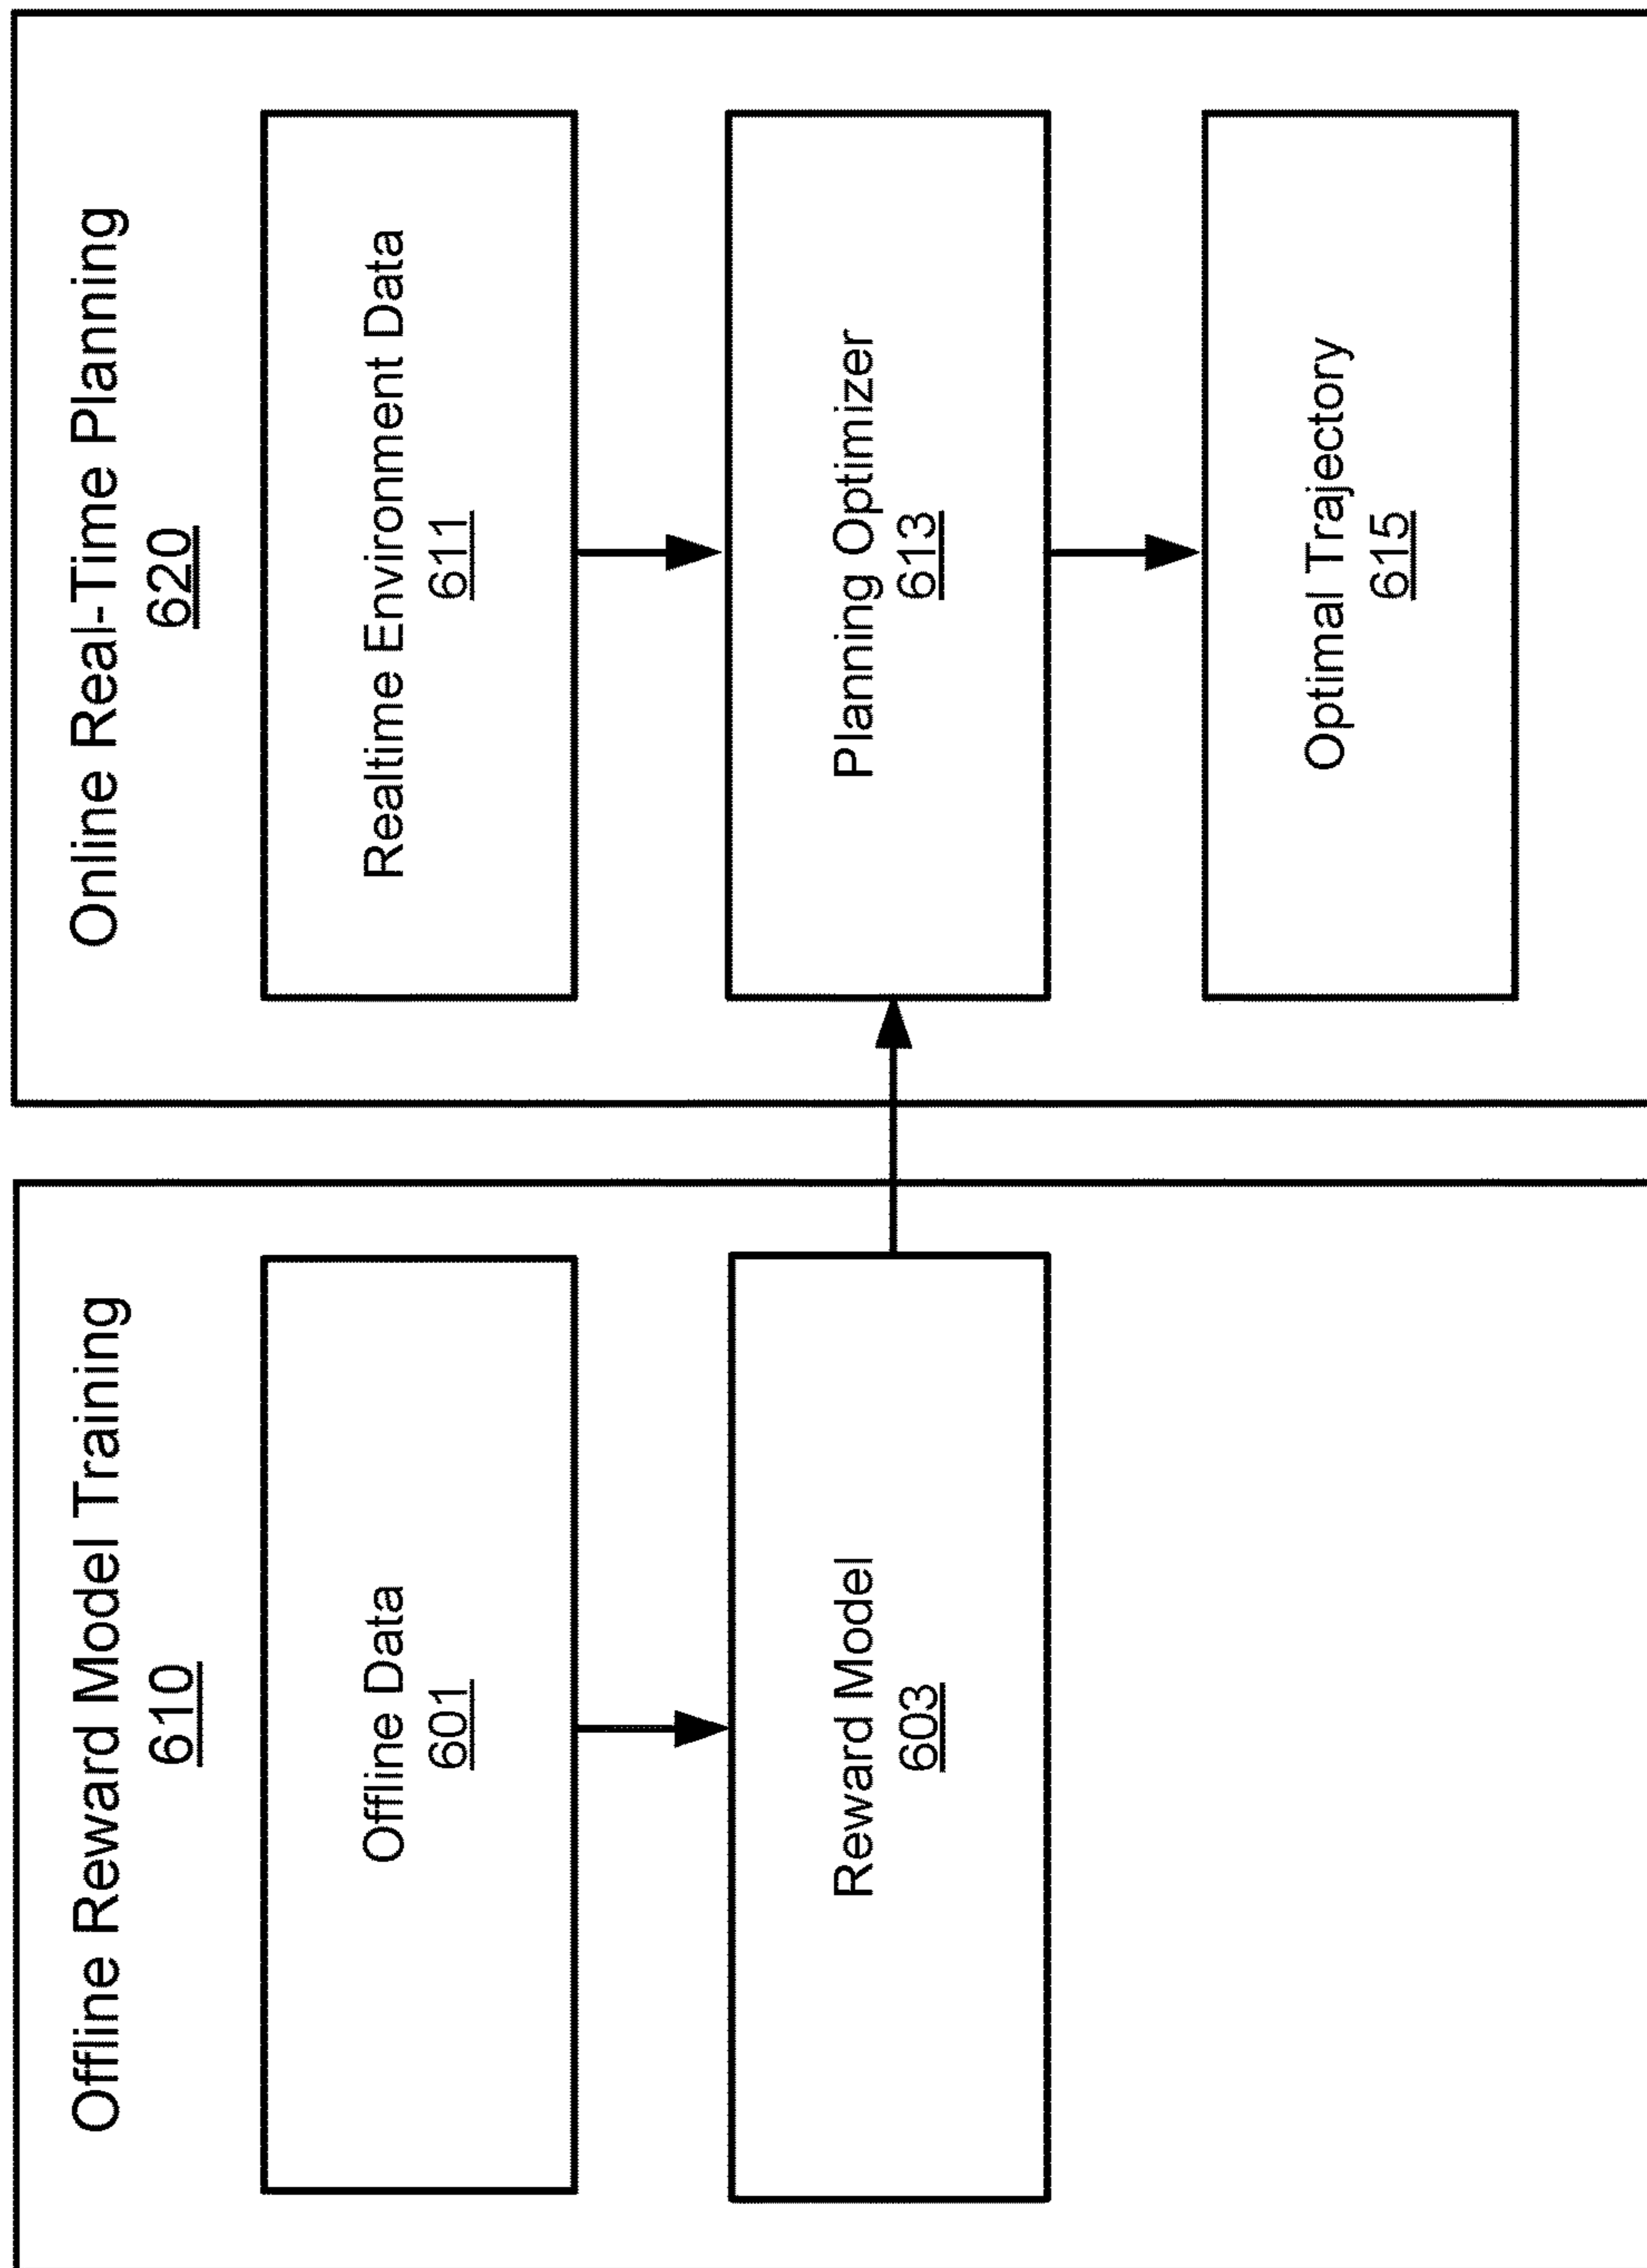 Offline Reward Model Training
610
Offline Data
601
Reward Model
603
Online Real-Time Planning
620
Realtime Environment Data
611
Planning Optimizer
613
Optimal Trajectory
615